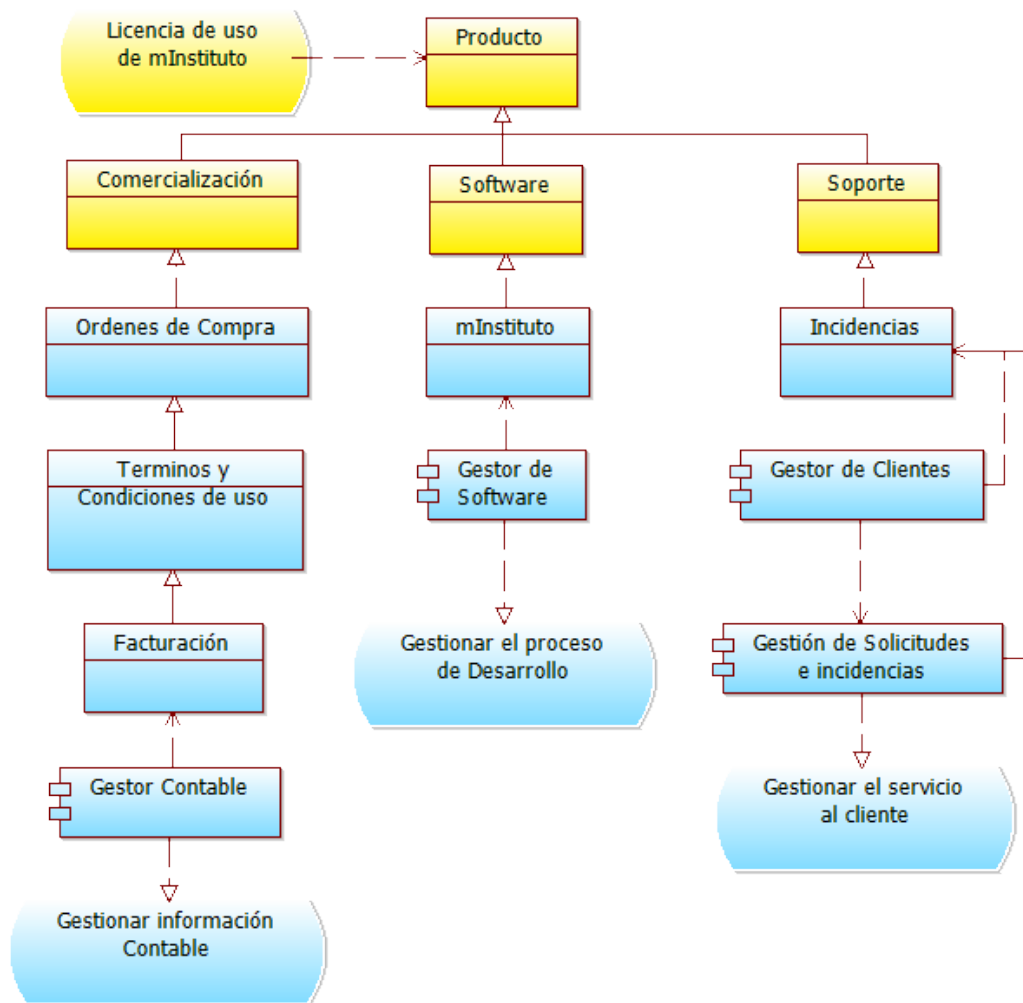 Licencia de uso
de mInstituto
Producto
Comercialización
Software
Soporte
Ordenes de Compra
mInstituto
Incidencias
Terminos y
Condiciones de uso
Gestor de
Software
Gestor de Clientes
Facturación
Gestionar el proceso
de Desarrollo
Gestión de Solicitudes
e incidencias
Gestor Contable
Gestionar el servicio
al cliente
Gestionar información
Contable